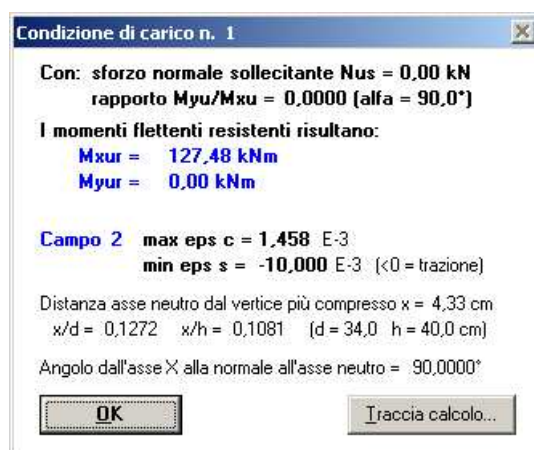 Condizione di carico n. 1
Con: sforzo normale sollecitante Nus = 0,00 kN
rapporto Myu/Mxu = 0,0000 (alfa = 90,0°)
I momenti flettenti resistenti risultano:
Mxur = 127,48 kNm
Myur = 0,00 kNm
Campo 2 max eps c = 1,458 E-3
min eps s = -10,000 E-3 (<0 = trazione)
Distanza asse neutro dal vertice più compresso x = 4,33 cm
x/d = 0,1272 x/h = 0,1081 (d = 34,0 h = 40,0 cm)
Angolo dall'asse X alla normale all'asse neutro = 90,0000°
OK Traccia calcolo...